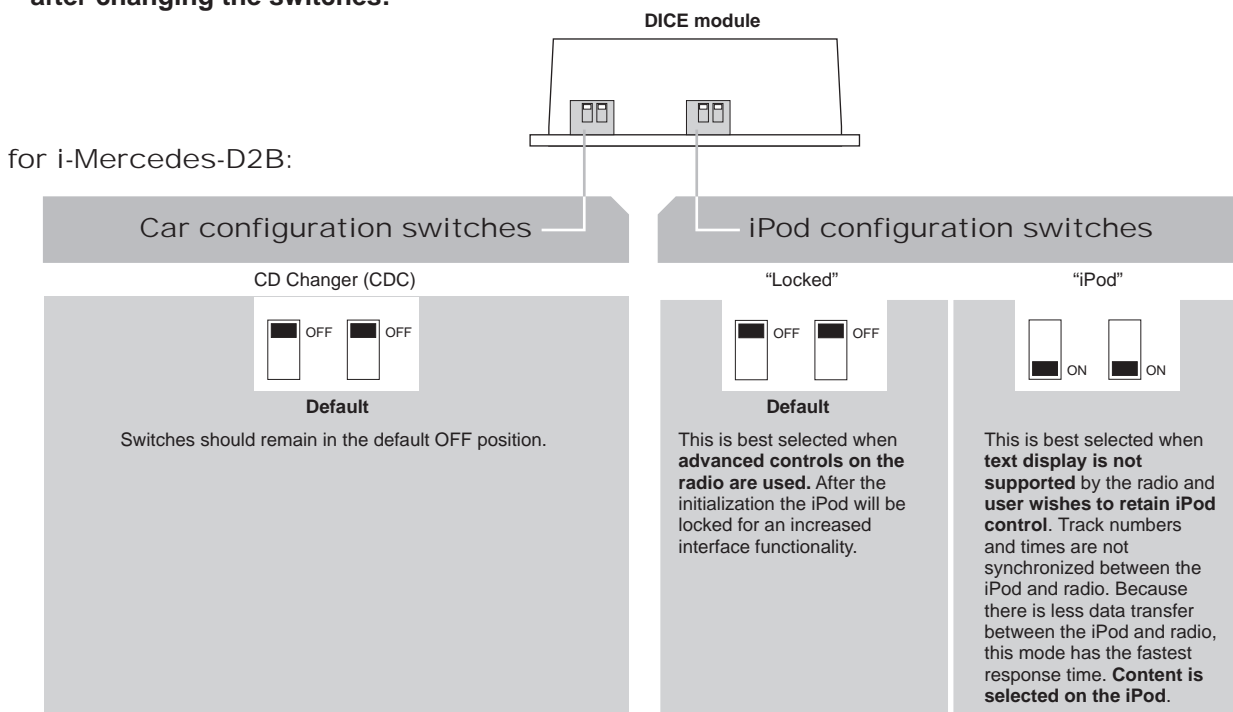 after changing the switches:
DICE module
for i-Mercedes-D2B:
Car configuration switches
CD Changer (CDC)
OFF OFF
Default
Switches should remain in the default OFF position.
iPod configuration switches
“Locked”
OFF OFF
Default
This is best selected when
advanced controls on the
radio are used. After the
initialization the iPod will be
locked for an increased
interface functionality.
“iPod”
ON ON
This is best selected when
text display is not
supported by the radio and
user wishes to retain iPod
control. Track numbers
and times are not
synchronized between the
iPod and radio. Because
there is less data transfer
between the iPod and radio,
this mode has the fastest
response time. Content is
selected on the iPod.